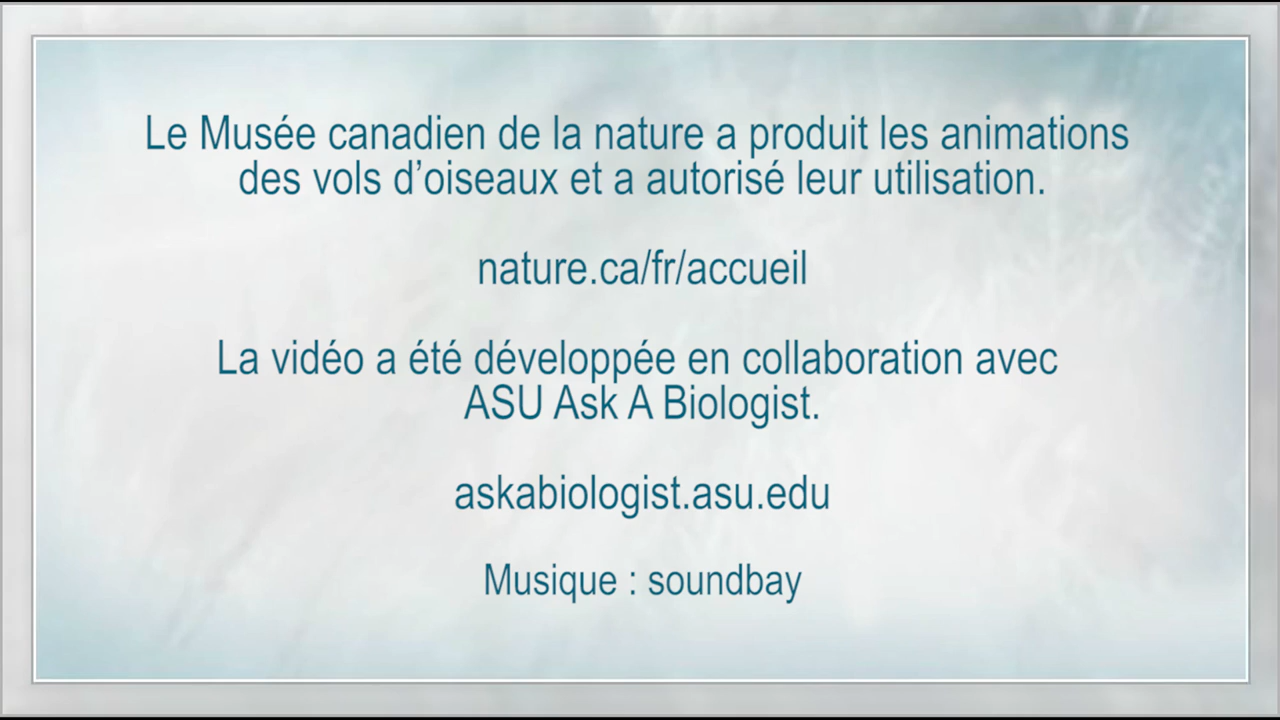 Le Musée canadien de la nature a produit les animations
des vols d’oiseaux et a autorisé leur utilisation.
nature.ca/fr/accueil
La vidéo a été développée en collaboration avec
ASU Ask A Biologist.
askabiologist.asu.edu
Musique : soundbay